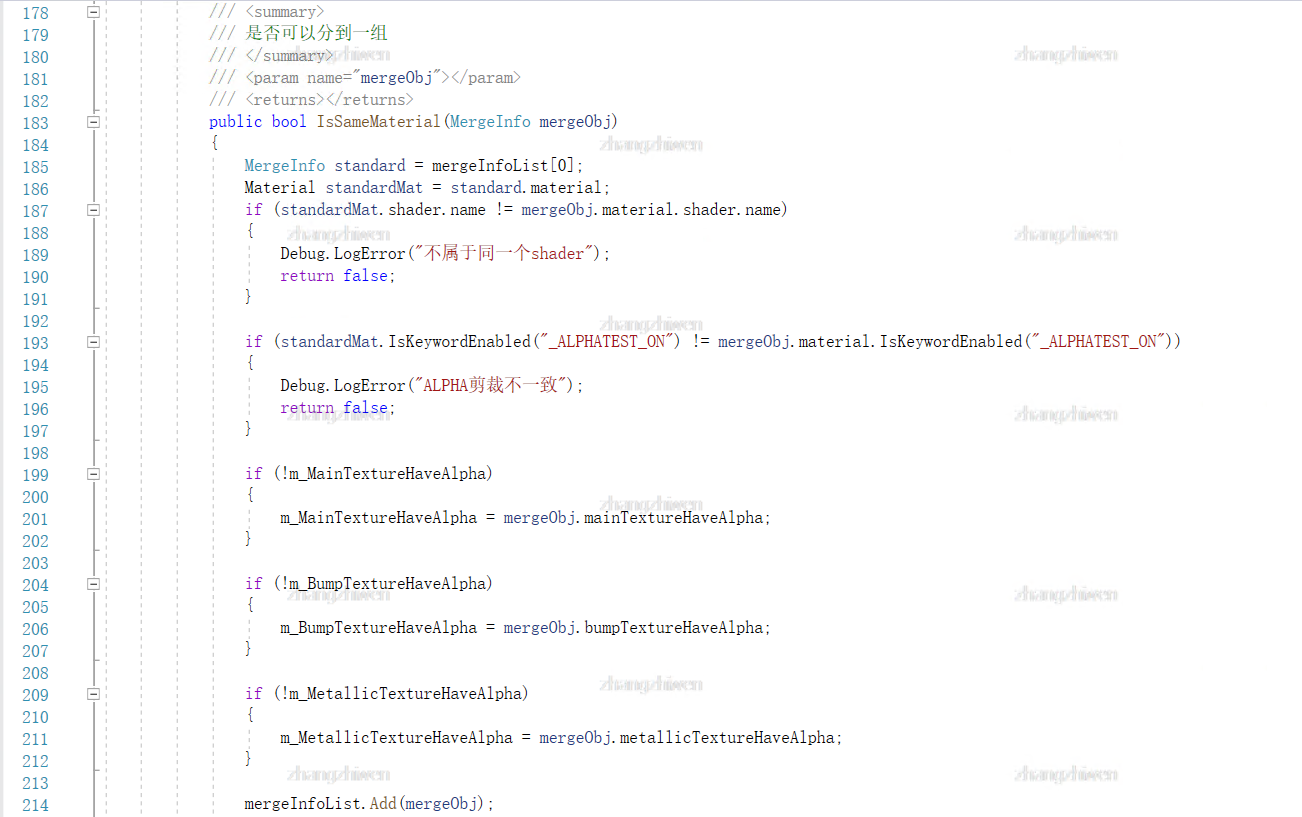 178 /// <summary>
179 /// 是否可以分到一组
180 /// </summary>
181 /// <param name="mergeObj"></param>
182 /// <returns></returns>
183 public bool IsSameMaterial(MergeInfo mergeObj)
184 {
185 MergeInfo standard = mergeInfoList[0];
186 Material standardMat = standard.material;
187 if (standardMat.shader.name != mergeObj.material.shader.name)
188 {
189 Debug.LogError("不属于同一个shader");
190 return false;
191 }
192
193 if (standardMat.IsKeywordEnabled("_ALPHATEST_ON") != mergeObj.material.IsKeywordEnabled("_ALPHATEST_ON"))
194 {
195 Debug.LogError("ALPHA剪裁不一致");
196 return false;
197 }
198
199 if (!m_MainTextureHaveAlpha)
200 {
201 m_MainTextureHaveAlpha = mergeObj.mainTextureHaveAlpha;
202 }
203
204 if (!m_BumpTextureHaveAlpha)
205 {
206 m_BumpTextureHaveAlpha = mergeObj.bumpTextureHaveAlpha;
207 }
208
209 if (!m_MetallicTextureHaveAlpha)
210 {
211 m_MetallicTextureHaveAlpha = mergeObj.metallicTextureHaveAlpha;
212 }
213
214 mergeInfoList.Add(mergeObj);